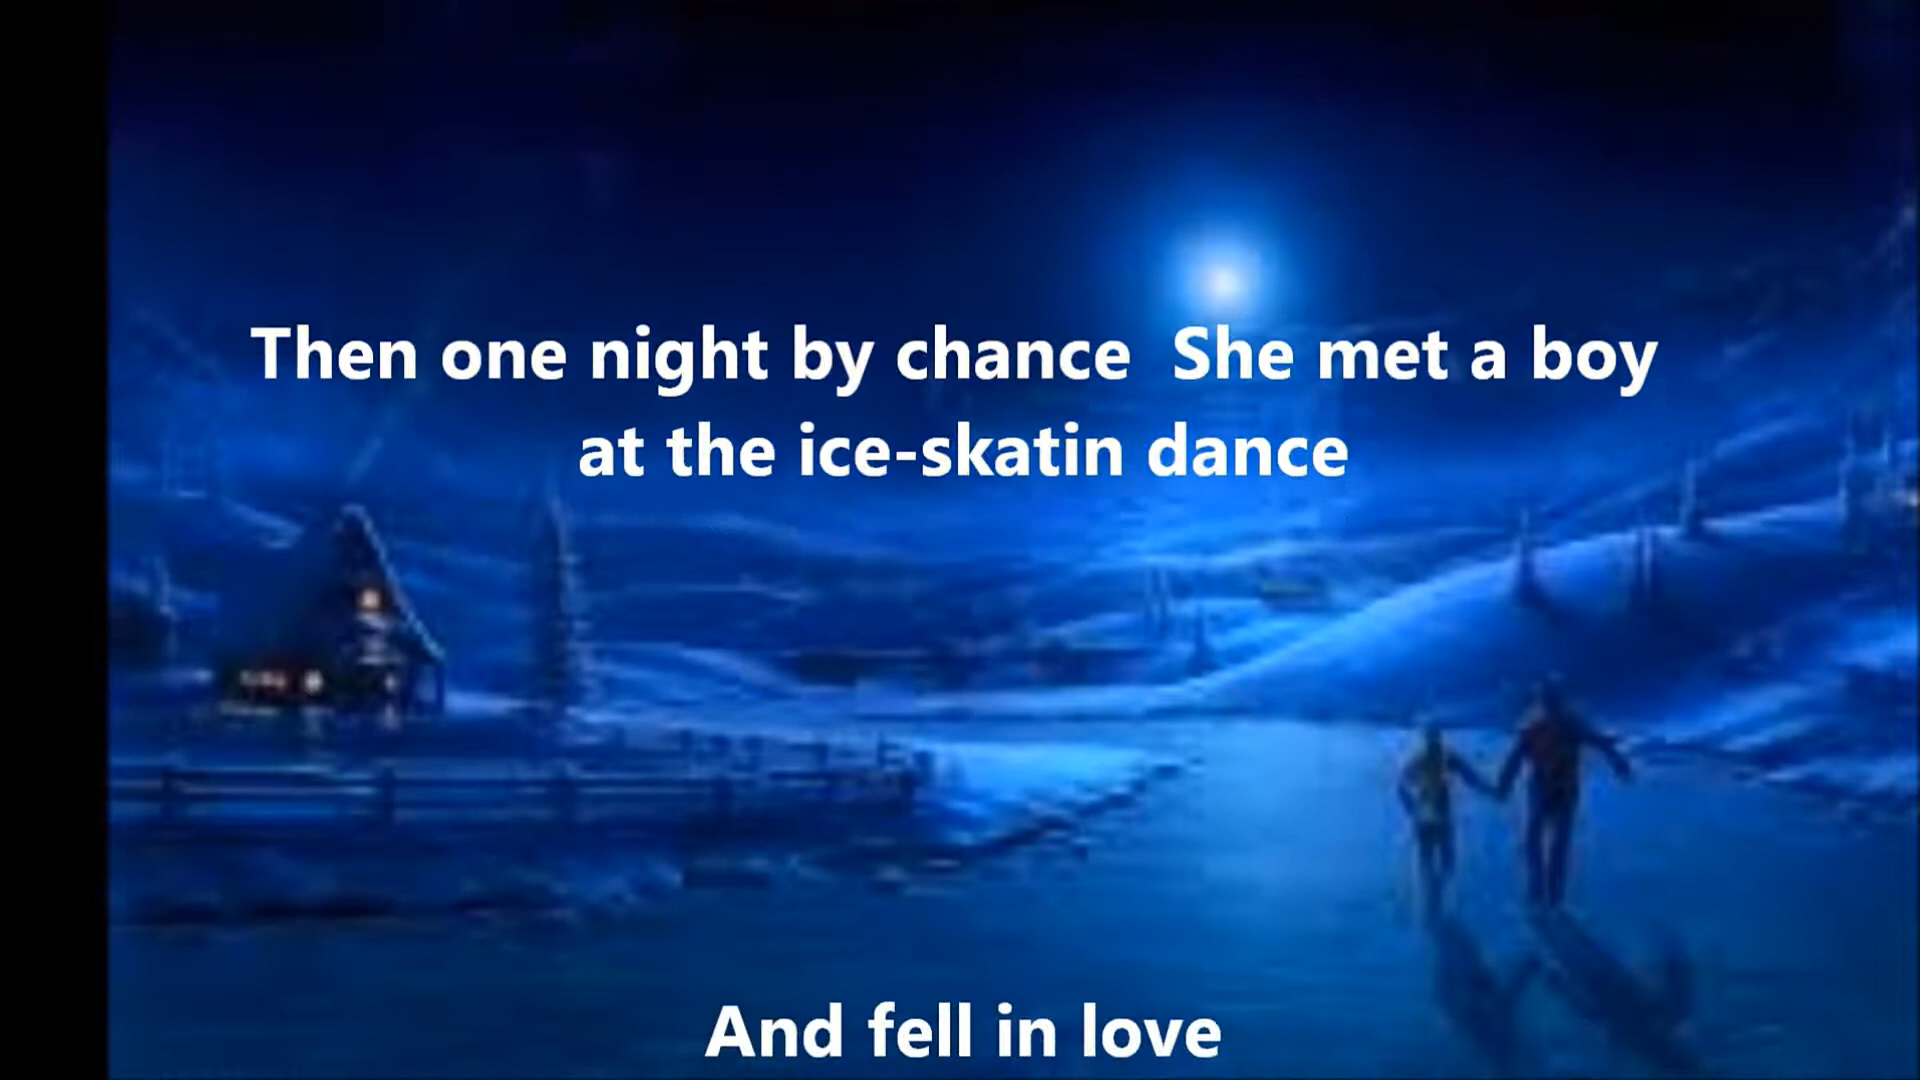 Then one night by chance  She met a boy
at the ice-skatin dance
And fell in love